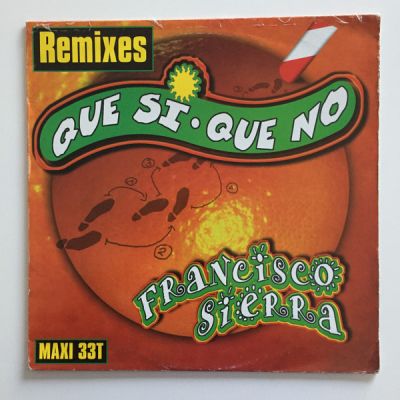 Remixes
QUE SI · QUE NO
FRANCISCO
SIERRA
MAXI 33T